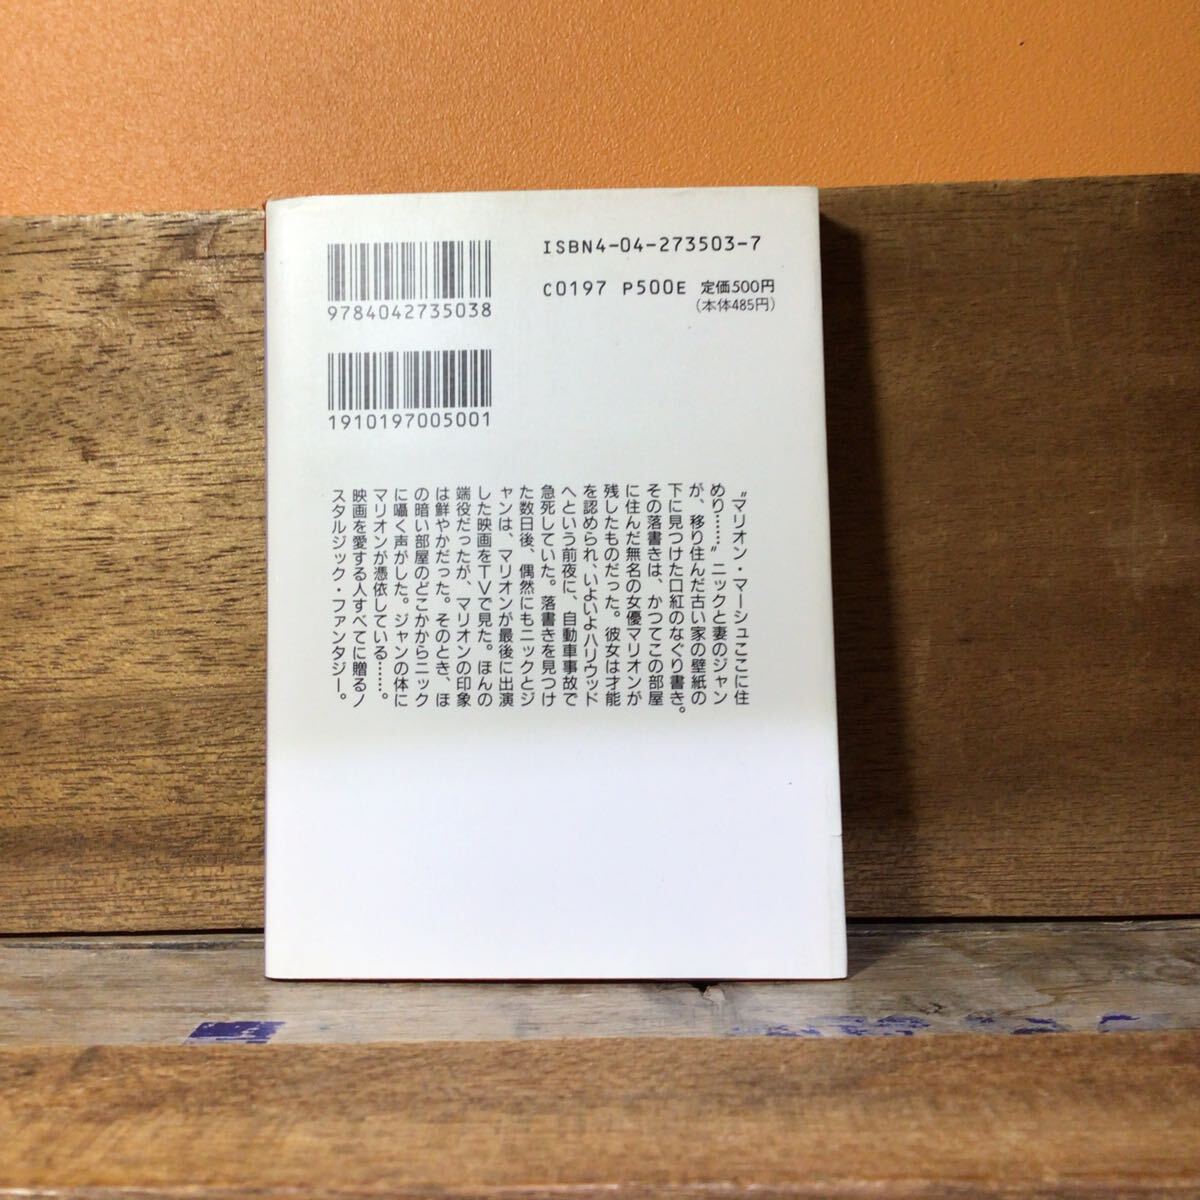 ISBN4-04-273503-7
C0197 P500E 定価500円
(本体485円)
9784042735038
1910197005001
“マリオン・マーシュここに住
めり……”ニックと妻のジャン
が、移り住んだ古い家の壁紙の
下に見つけた口紅のなぐり書き。
その落書きは、かつてこの部屋
に住んだ無名の女優マリオンが
残したものだった。彼女は才能
を認められ、いよいよハリウッド
へという前夜に、自動車事故で
急死していた。落書きを見つけ
た数日後、偶然にもニックとジ
ャンは、マリオンが最後に出演
した映画をTVで見た。ほんの
端役だったが、マリオンの印象
は鮮やかだった。そのとき、ほ
の暗い部屋のどこかからニック
に囁く声がした。ジャンの体に
マリオンが憑依している……。
映画を愛する人すべてに贈るノ
スタルジック・ファンタジー。